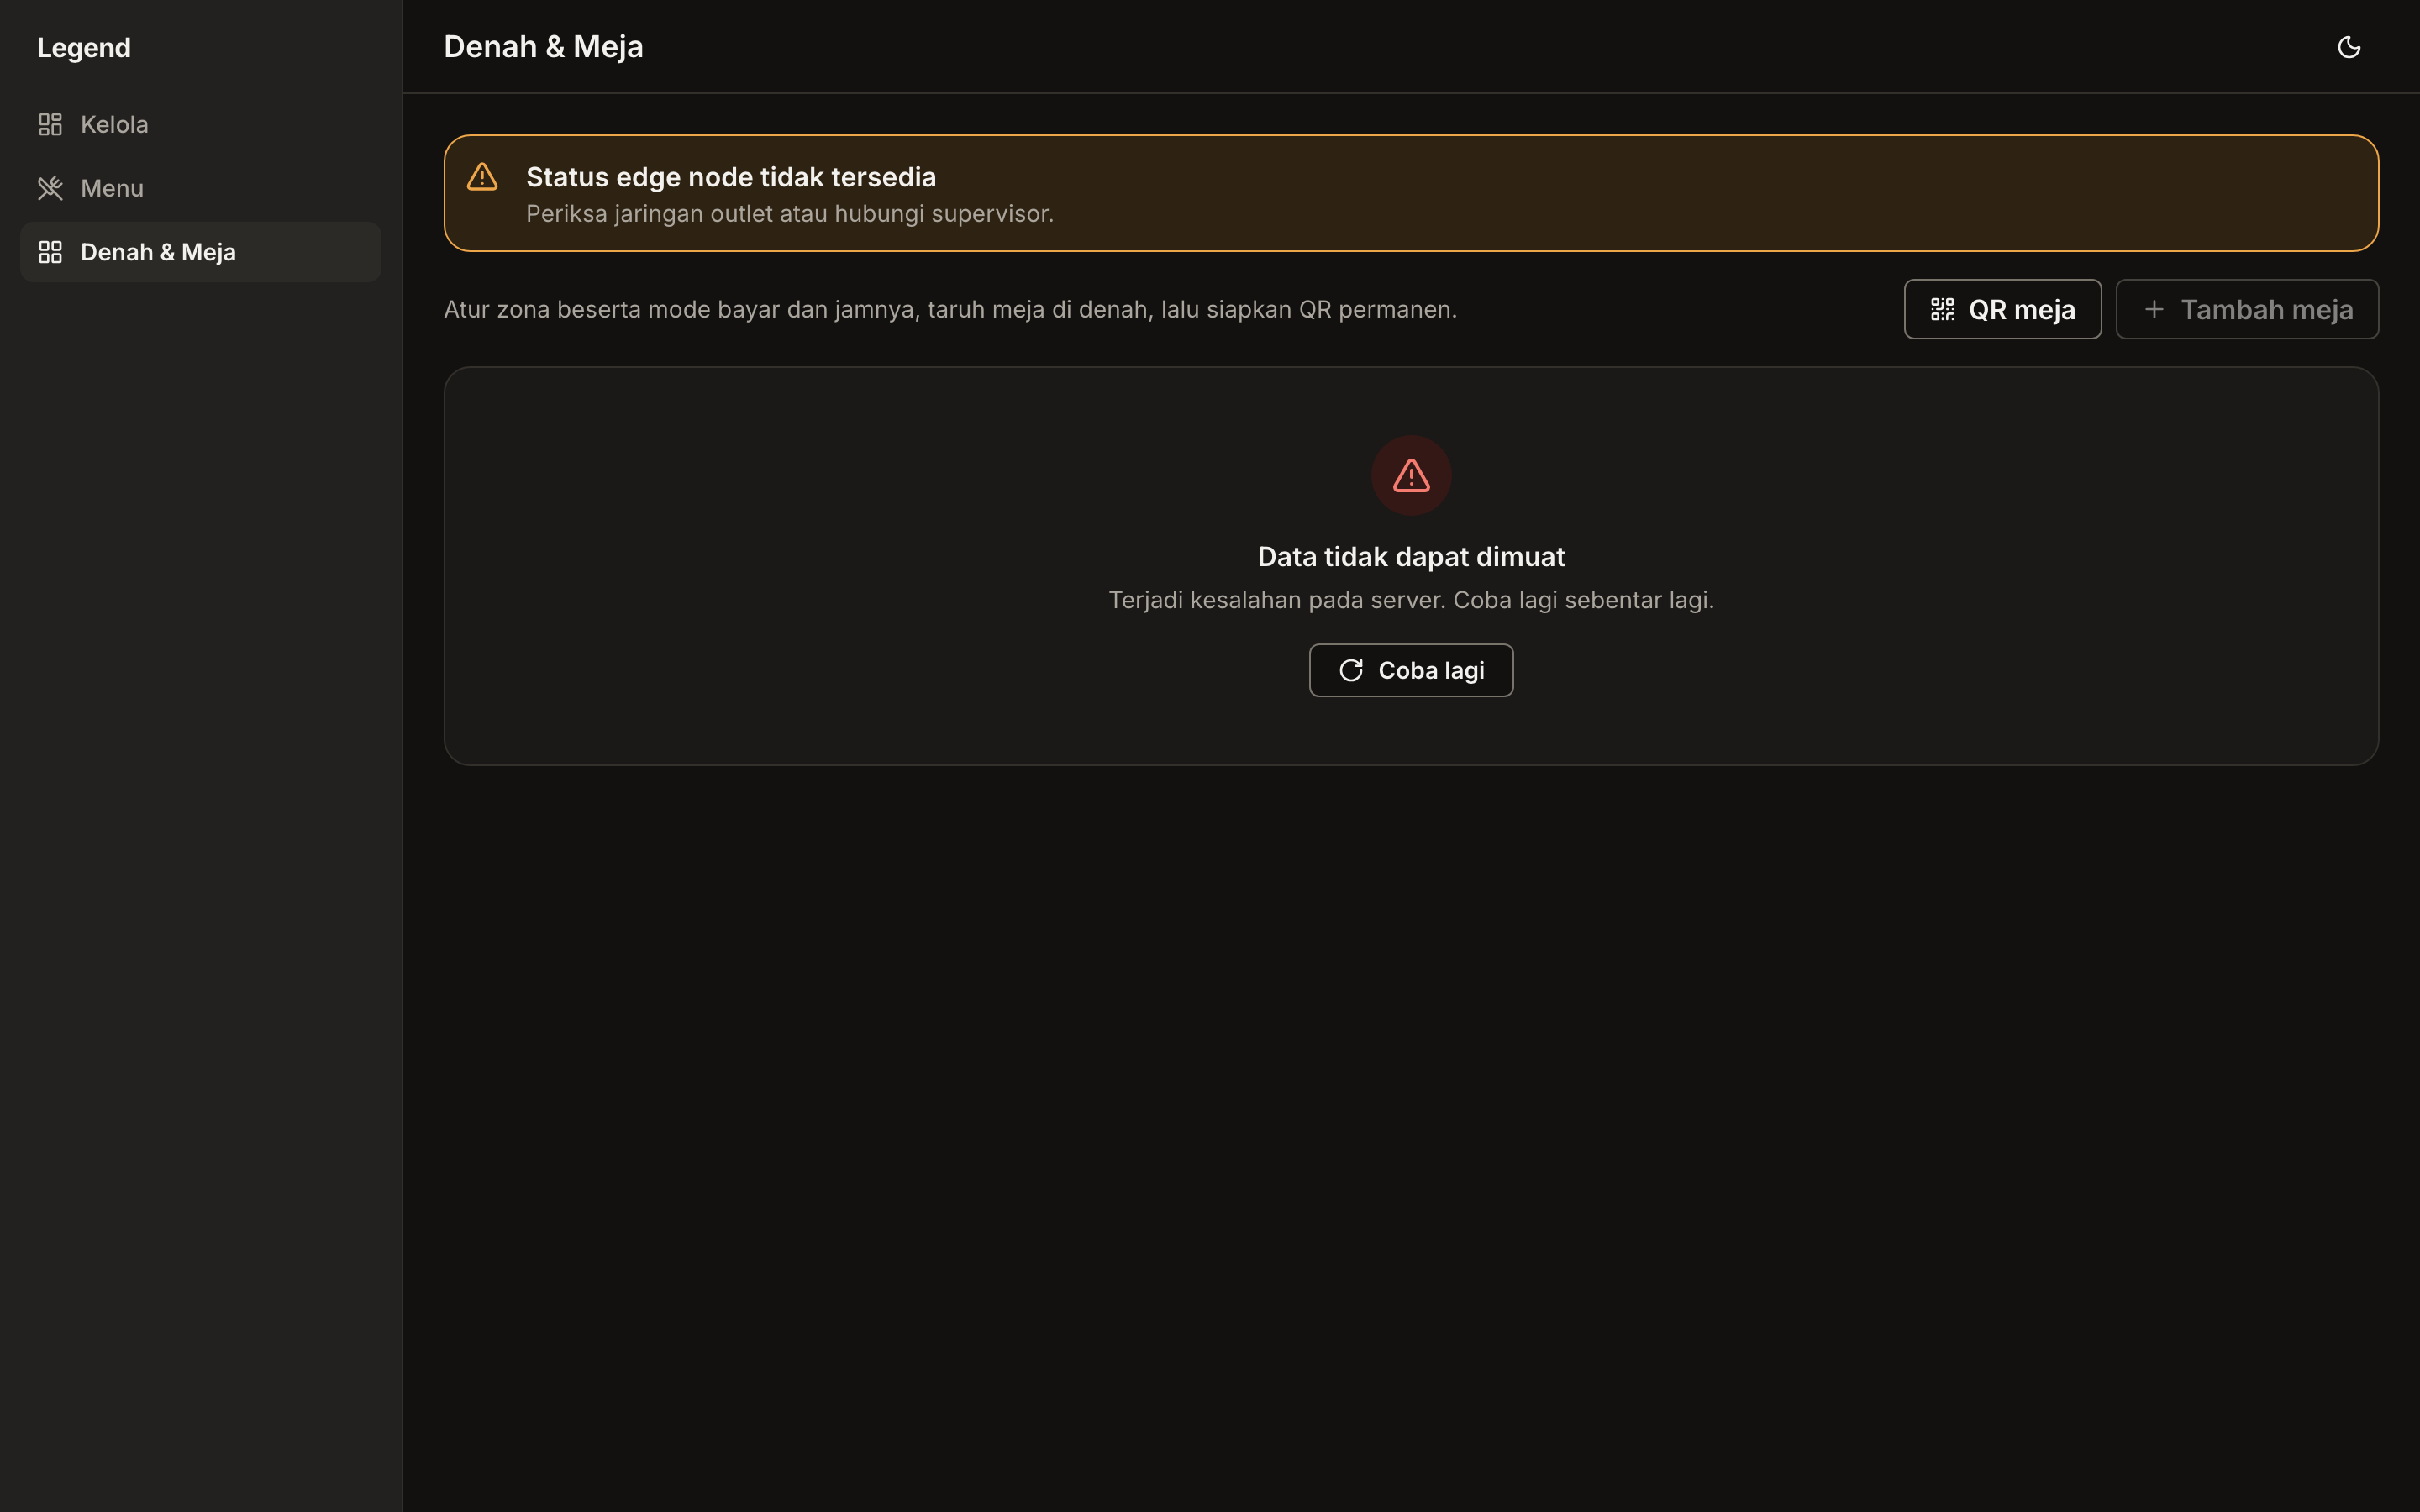 Legend
Kelola
Menu
Denah & Meja
Denah & Meja
Status edge node tidak tersedia
Periksa jaringan outlet atau hubungi supervisor.
Atur zona beserta mode bayar dan jamnya, taruh meja di denah, lalu siapkan QR permanen.
QR meja
Tambah meja
Data tidak dapat dimuat
Terjadi kesalahan pada server. Coba lagi sebentar lagi.
Coba lagi